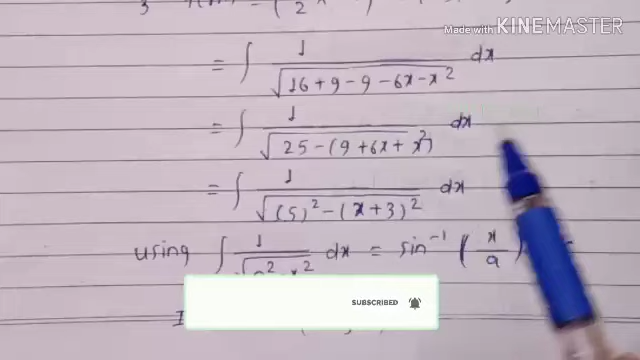 Made with KINEMASTER
= ∫ 1/√(16+9-9-6x-x²) dx
= ∫ 1/√(25-(9+6x+x²)) dx
= ∫ 1/√((5)²-(x+3)²) dx
using ∫ 1/√(a²-x²) dx = sin⁻¹ (x/a)
SUBSCRIBED
I